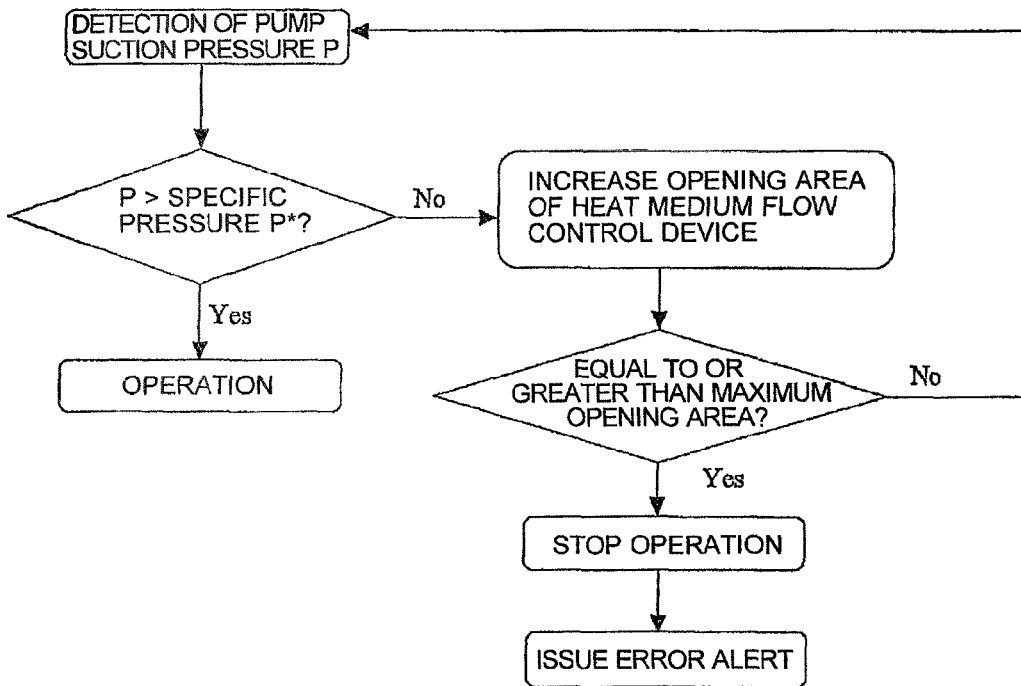 DETECTION OF PUMP
SUCTION PRESSURE P
P > SPECIFIC
PRESSURE P*?
No
INCREASE OPENING AREA
OF HEAT MEDIUM FLOW
CONTROL DEVICE
Yes
OPERATION
EQUAL TO OR
GREATER THAN MAXIMUM
OPENING AREA?
No
Yes
STOP OPERATION
ISSUE ERROR ALERT